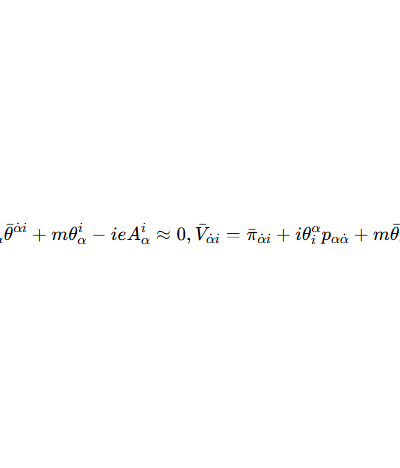 $_{\alpha}\bar{\theta}^{\dot{\alpha}i} + m\theta^{i}_{\alpha} - ieA^{i}_{\alpha} \approx 0, \bar{V}_{\dot{\alpha}i} = \bar{\pi}_{\dot{\alpha}i} + i\theta^{\alpha}_{i}p_{\alpha\dot{\alpha}} + m\bar{\theta}$